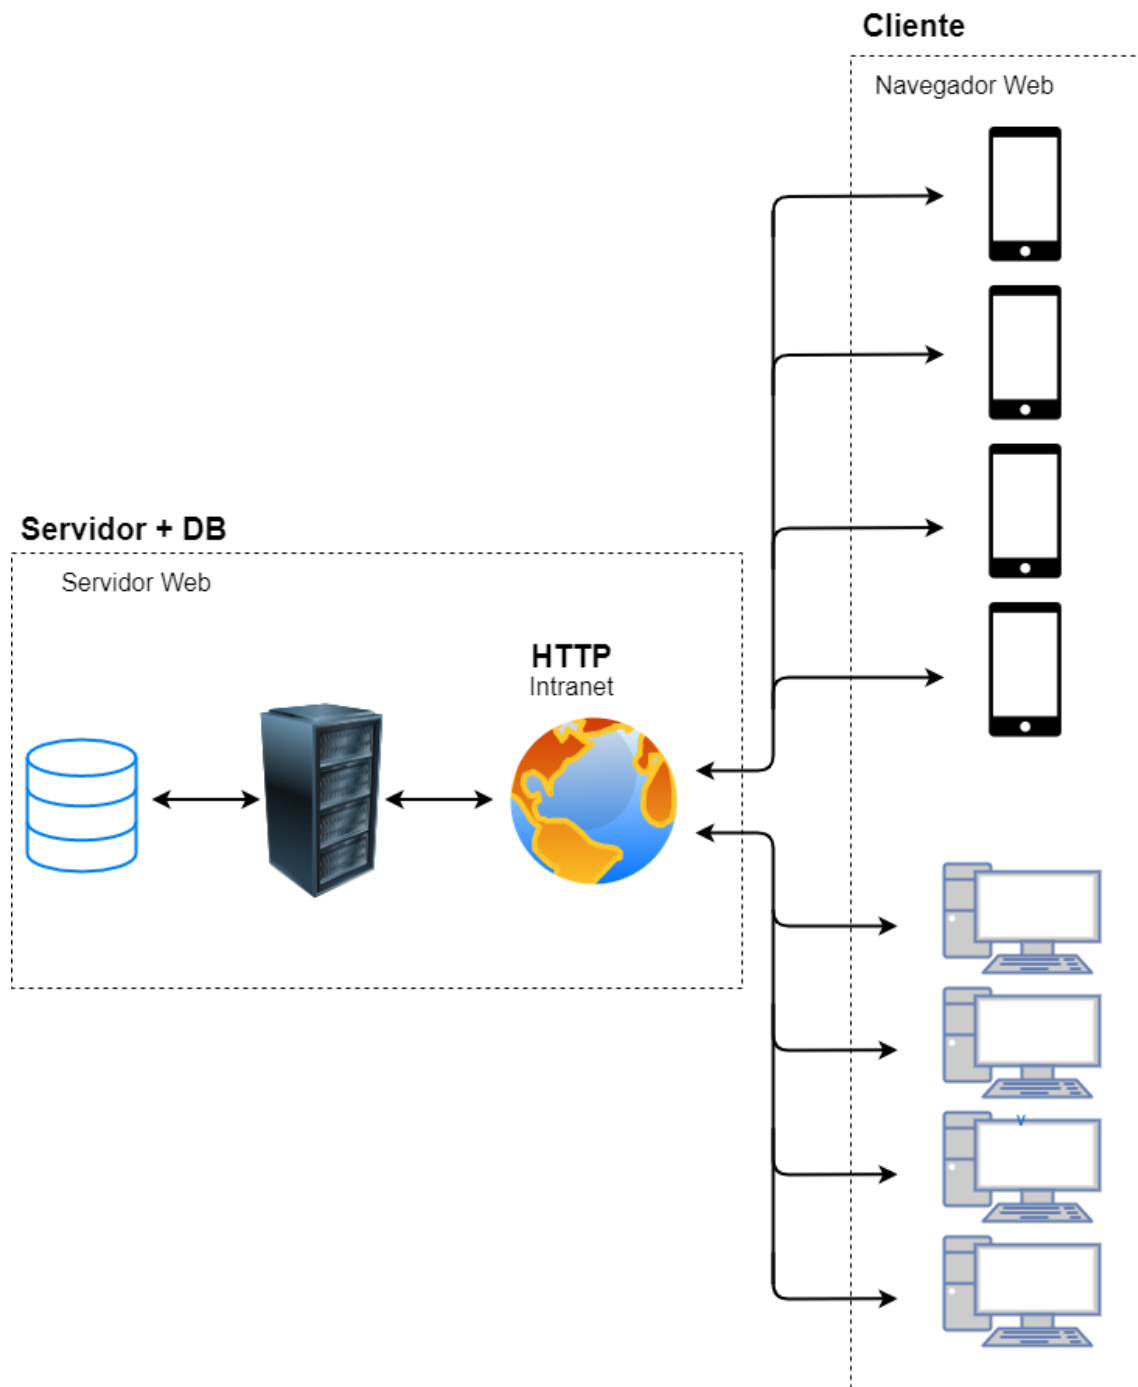 Cliente
Navegador Web
Servidor + DB
Servidor Web
HTTP
Intranet
v